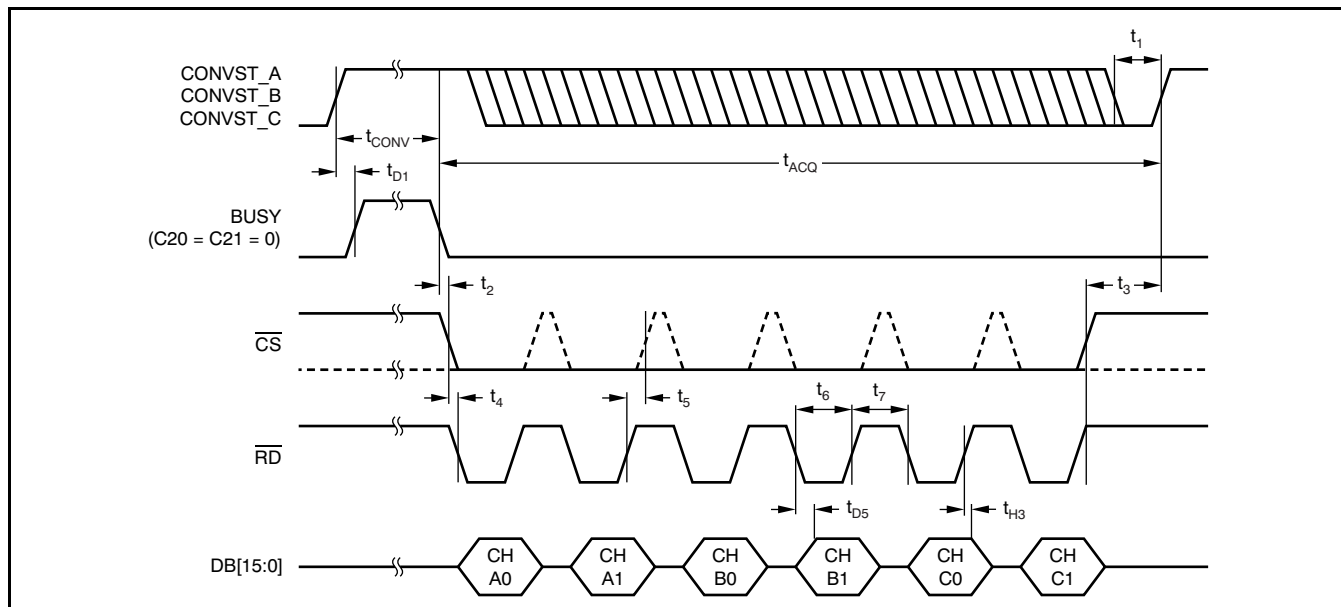 t1
CONVST_A
CONVST_B
CONVST_C
tCONV
tACQ
tD1
BUSY
(C20 = C21 = 0)
t2
t3
CS
t4
t5
t6
t7
RD
tD5
tH3
DB[15:0]
CH
A0
CH
A1
CH
B0
CH
B1
CH
C0
CH
C1